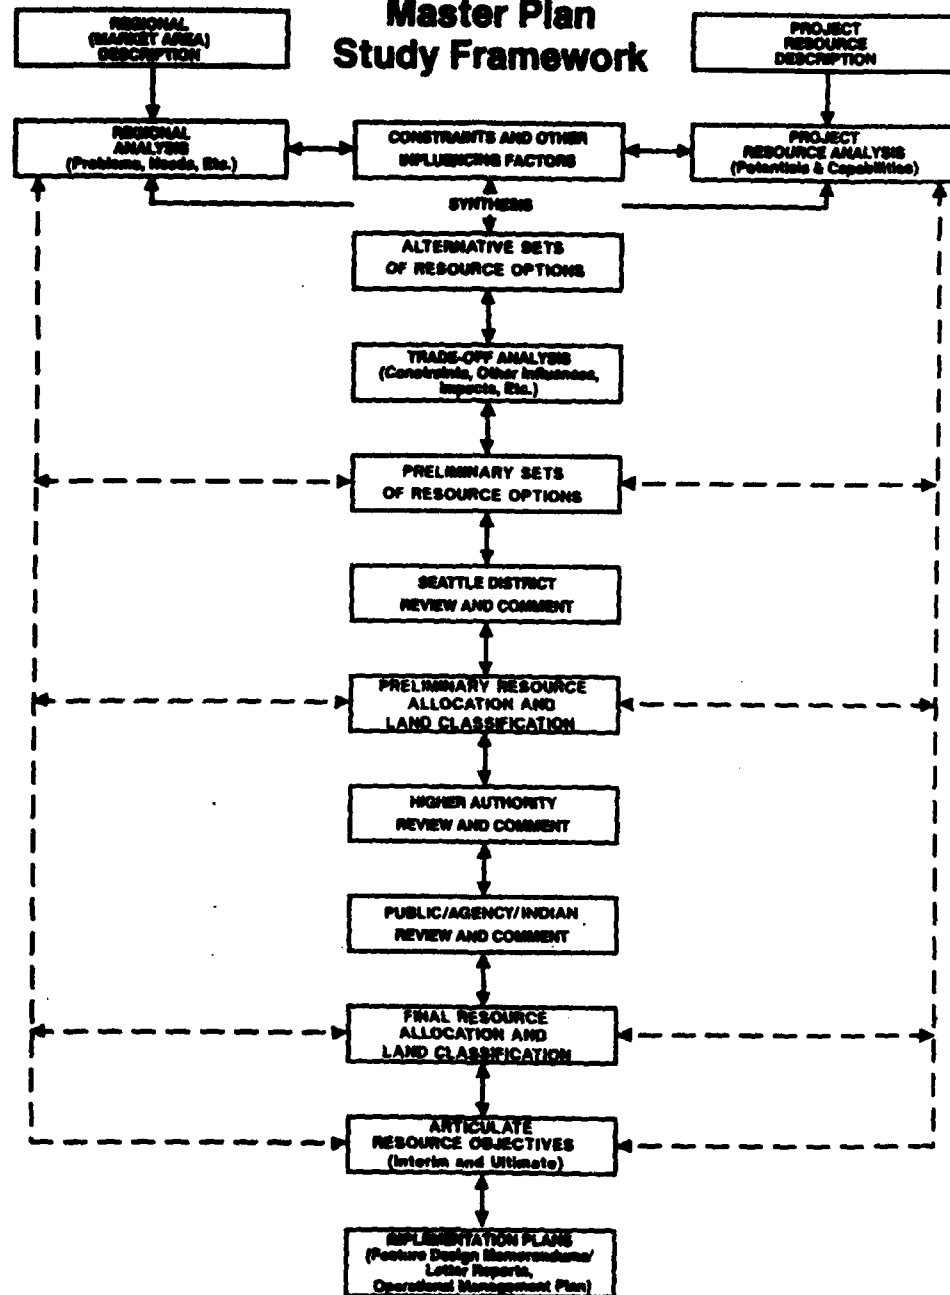 Master Plan
Study Framework
REGIONAL
(MARKET AREA)
DESCRIPTION
PROJECT
RESOURCE
DESCRIPTION
REGIONAL
ANALYSIS
(Problems, Needs, Etc.)
CONSTRAINTS AND OTHER
INFLUENCING FACTORS
PROJECT
RESOURCE ANALYSIS
(Potentials & Capabilities)
SYNTHESIS
ALTERNATIVE SETS
OF RESOURCE OPTIONS
TRADE-OFF ANALYSIS
(Constraints, Other Influences,
Impacts, Etc.)
PRELIMINARY SETS
OF RESOURCE OPTIONS
SEATTLE DISTRICT
REVIEW AND COMMENT
PRELIMINARY RESOURCE
ALLOCATION AND
LAND CLASSIFICATION
HIGHER AUTHORITY
REVIEW AND COMMENT
PUBLIC/AGENCY/INDIAN
REVIEW AND COMMENT
FINAL RESOURCE
ALLOCATION AND
LAND CLASSIFICATION
ARTICULATE
RESOURCE OBJECTIVES
(Interim and Ultimate)
IMPLEMENTATION PLANS
(Feature Design Memorandums/
Letter Reports,
Operational Management Plan)